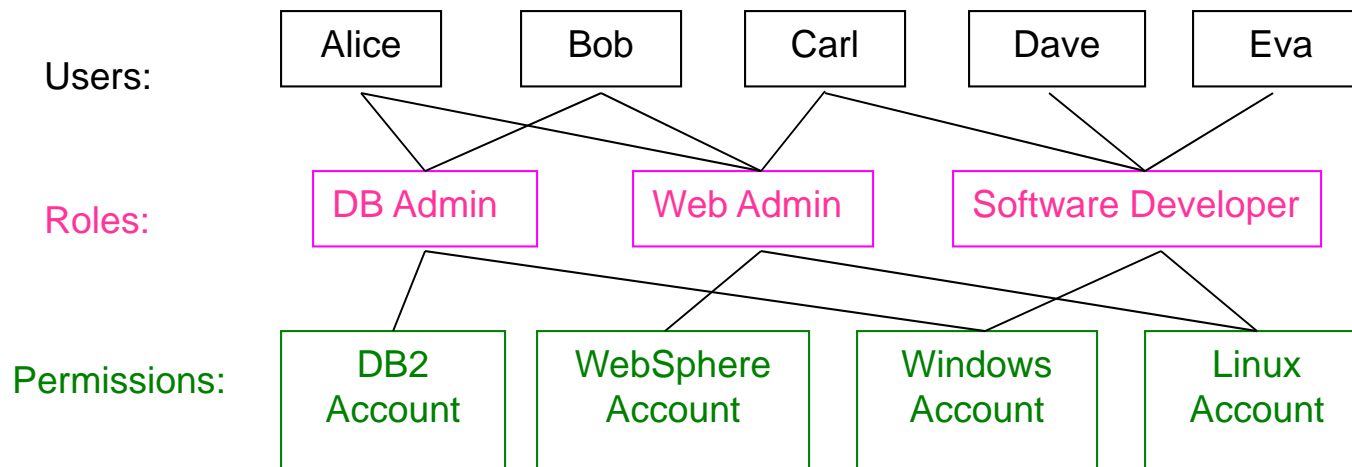 Users:
Alice
Bob
Carl
Dave
Eva
Roles:
DB Admin
Web Admin
Software Developer
Permissions:
DB2
Account
WebSphere
Account
Windows
Account
Linux
Account